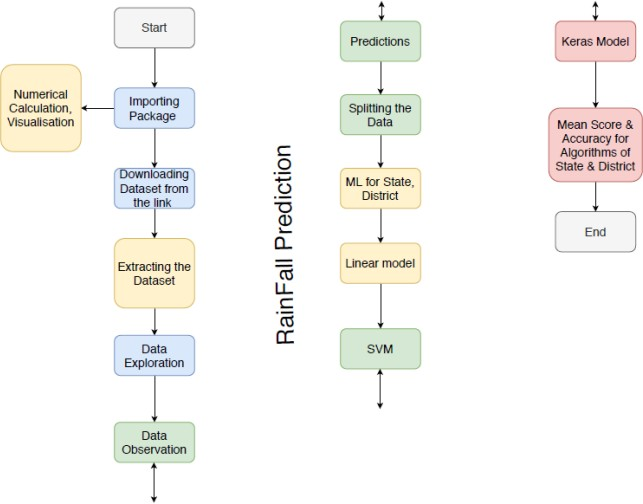 Start
Numerical
Calculation,
Visualisation
Importing
Package
Downloading
Dataset from
the link
Extracting the
Dataset
Data
Exploration
Data
Observation
RainFall Prediction
Predictions
Splitting the
Data
ML for State,
District
Linear model
SVM
Keras Model
Mean Score &
Accuracy for
Algorithms of
State & District
End